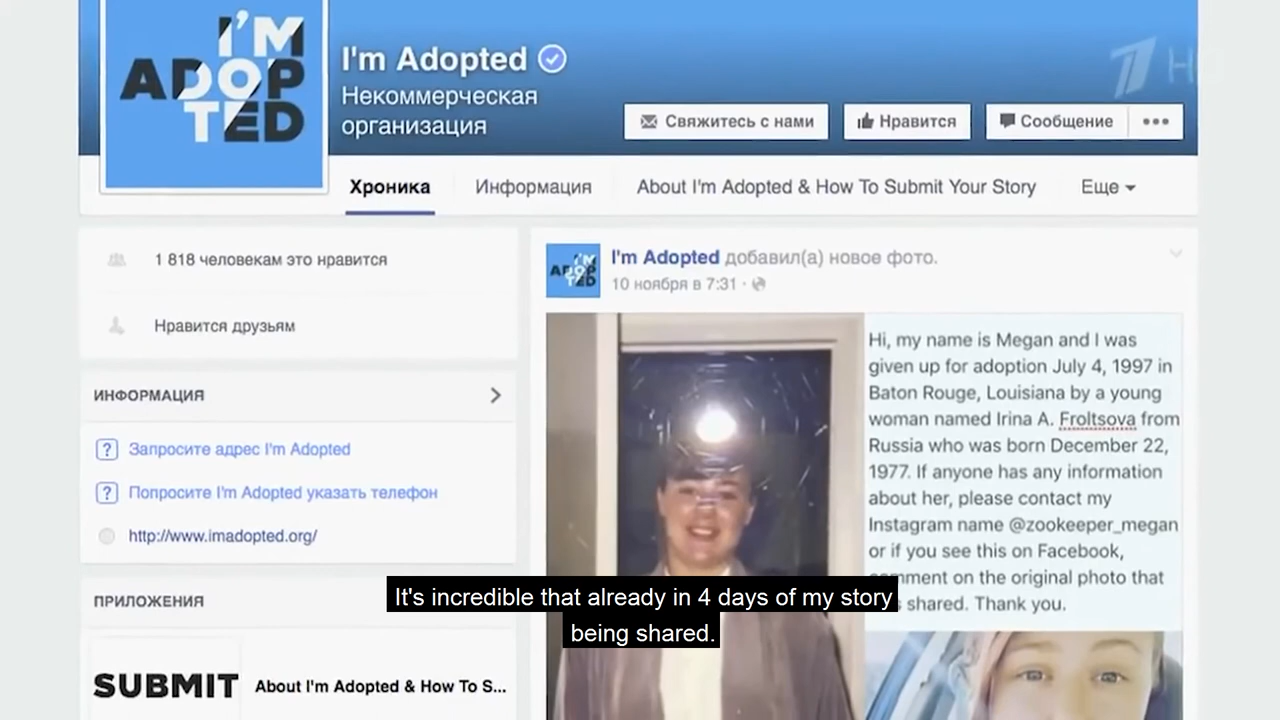 I'M
ADOP
TED
I'm Adopted
Некоммерческая
организация
Свяжитесь с нами
Нравится
Сообщение
Хроника
Информация
About I'm Adopted & How To Submit Your Story
Еще
1 818 человекам это нравится
Нравится друзьям
ИНФОРМАЦИЯ
Запросите адрес I'm Adopted
Попросите I'm Adopted указать телефон
http://www.imadopted.org/
ПРИЛОЖЕНИЯ
SUBMIT
About I'm Adopted & How To S...
I'M
ADOP
TED
I'm Adopted добавил(а) новое фото.
10 ноября в 7:31
Hi, my name is Megan and I was
given up for adoption July 4, 1997 in
Baton Rouge, Louisiana by a young
woman named Irina A. Froltsova from
Russia who was born December 22,
1977. If anyone has any information
about her, please contact my
Instagram name @zookeeper_megan
or if you see this on Facebook,
comment on the original photo that
shared. Thank you.
It's incredible that already in 4 days of my story
being shared.